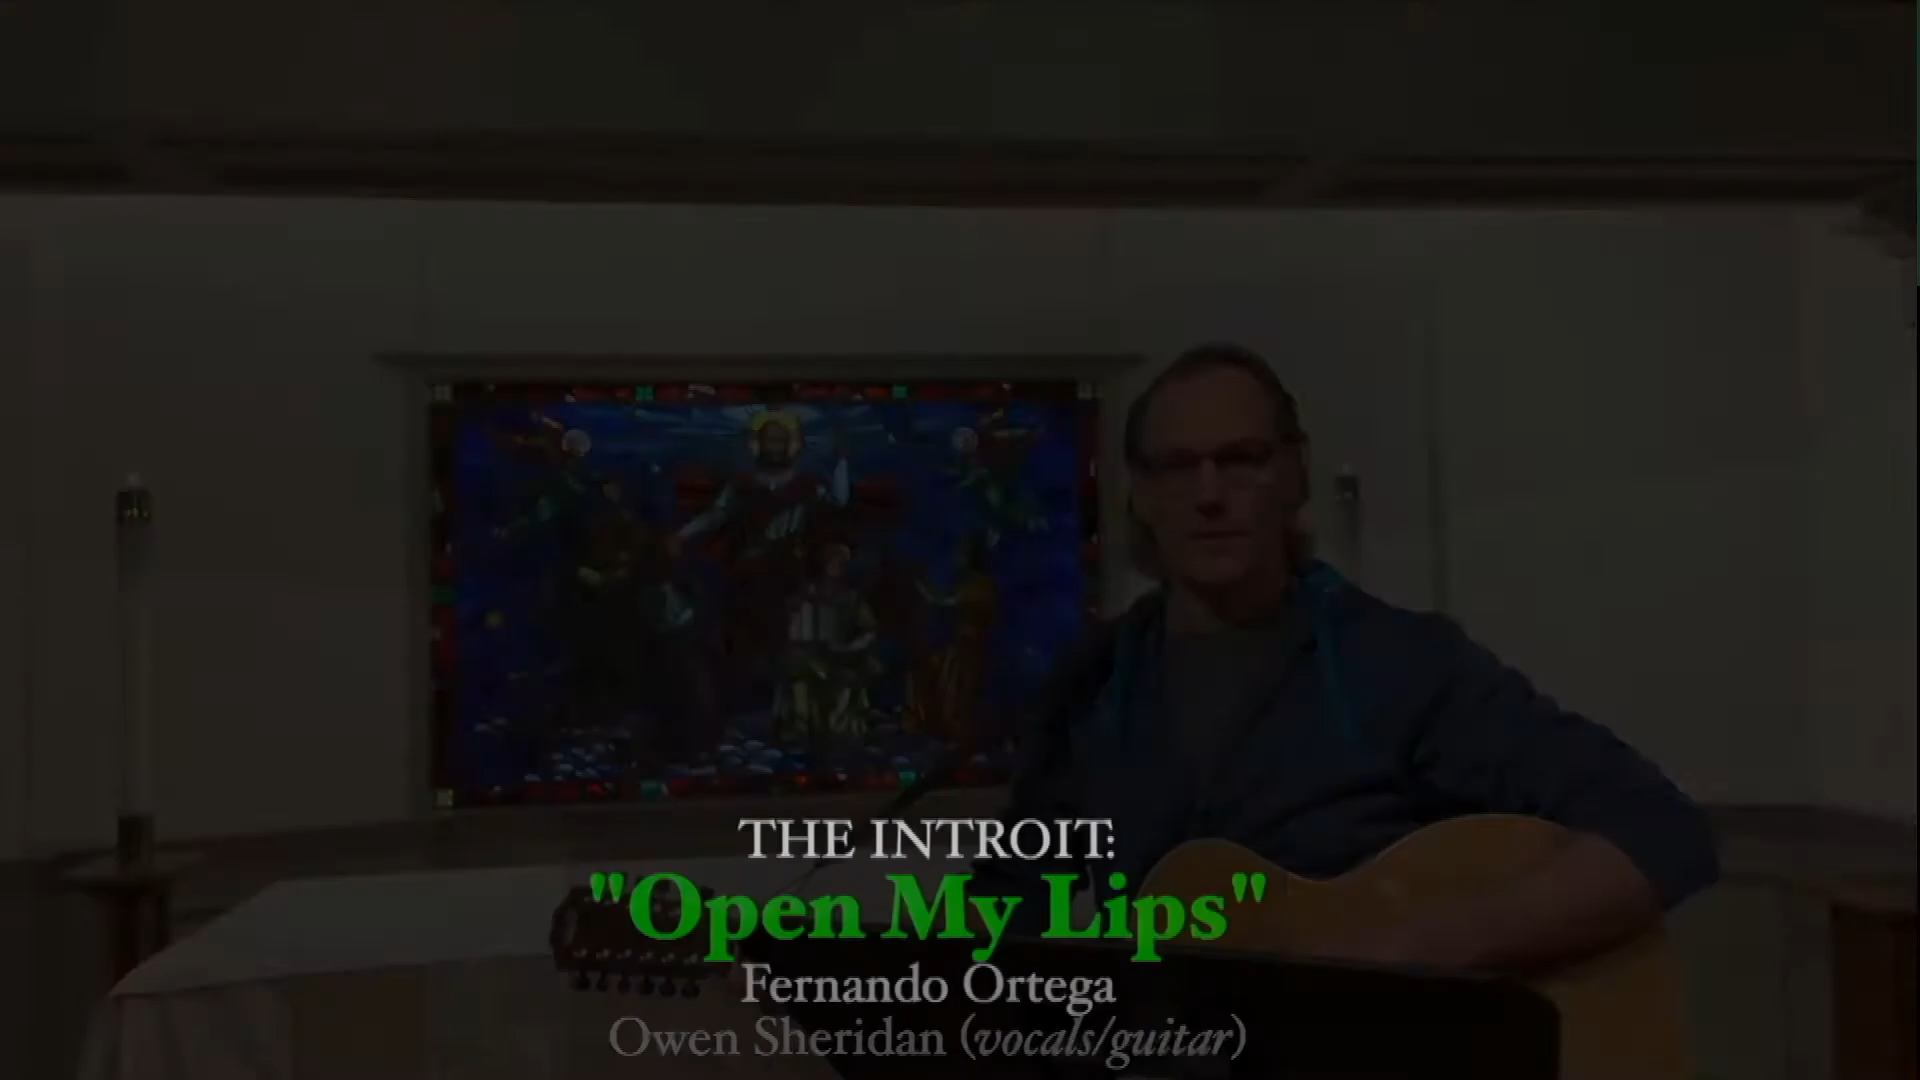 THE INTROIT:
"Open My Lips"
Fernando Ortega
Owen Sheridan (vocals/guitar)